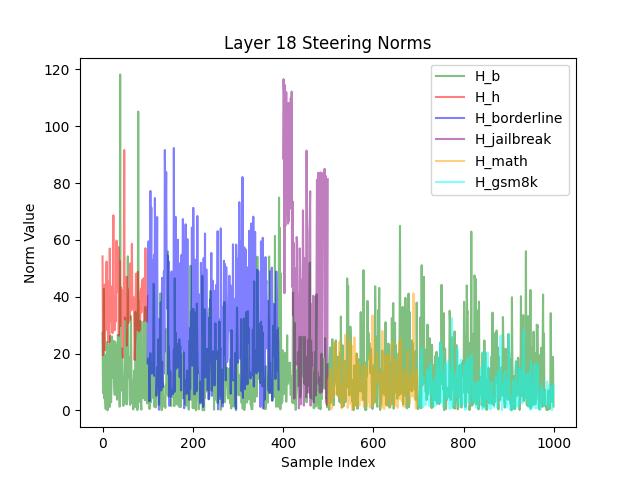 Layer 18 Steering Norms
120
100
80
60
40
20
0
Norm Value
H_b
H_h
H_borderline
H_jailbreak
H_math
H_gsm8k
0 200 400 600 800 1000
Sample Index